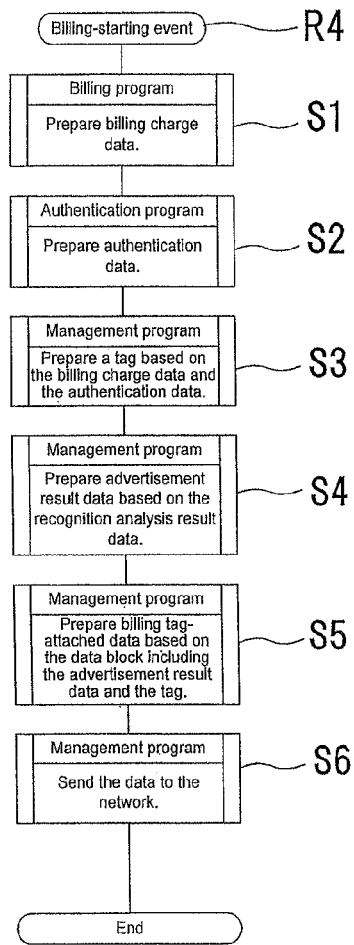 Billing-starting event
R4
Billing program
Prepare billing charge
data.
S1
Authentication program
Prepare authentication
data.
S2
Management program
Prepare a tag based on
the billing charge data and
the authentication data.
S3
Management program
Prepare advertisement
result data based on the
recognition analysis result
data.
S4
Management program
Prepare billing tag-
attached data based on
the data block including
the advertisement result
data and the tag.
S5
Management program
Send the data to the
network.
S6
End